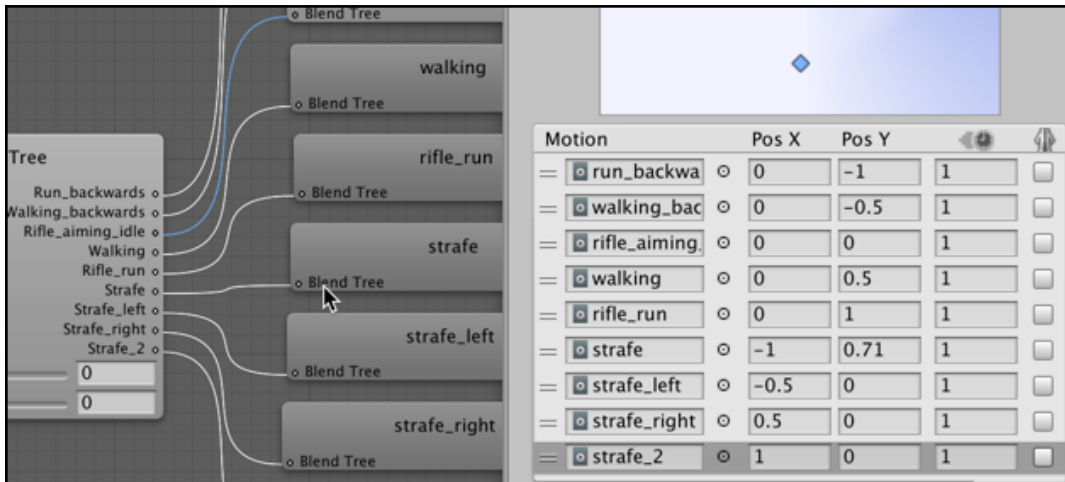 Blend Tree
walking
Blend Tree
rifle_run
Blend Tree
strafe
Blend Tree
strafe_left
Blend Tree
strafe_right
Blend Tree
Tree
Run_backwards
Walking_backwards
Rifle_aiming_idle
Walking
Rifle_run
Strafe
Strafe_left
Strafe_right
Strafe_2
0
0
Motion Pos X Pos Y
run_backwa 0 -1 1
walking_bac 0 -0.5 1
rifle_aiming_ 0 0 1
walking 0 0.5 1
rifle_run 0 1 1
strafe -1 0.71 1
strafe_left -0.5 0 1
strafe_right 0.5 0 1
strafe_2 1 0 1